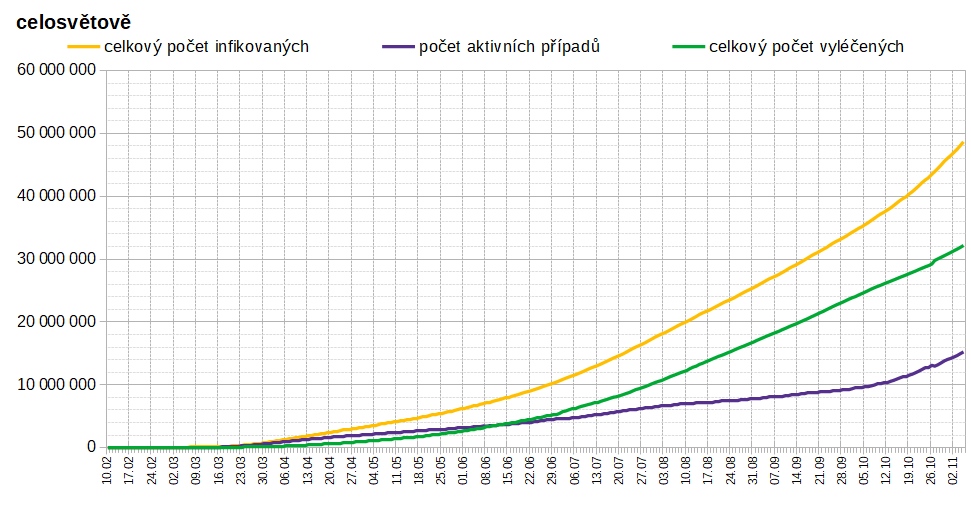 celosvětově
celkový počet infikovaných počet aktivních případů celkový počet vyléčených
60 000 000
50 000 000
40 000 000
30 000 000
20 000 000
10 000 000
0
10.02 17.02 24.02 02.03 09.03 16.03 23.03 30.03 06.04 13.04 20.04 27.04 04.05 11.05 18.05 25.05 01.06 08.06 15.06 22.06 29.06 06.07 13.07 20.07 27.07 03.08 10.08 17.08 24.08 31.08 07.09 14.09 21.09 28.09 05.10 12.10 19.10 26.10 02.11